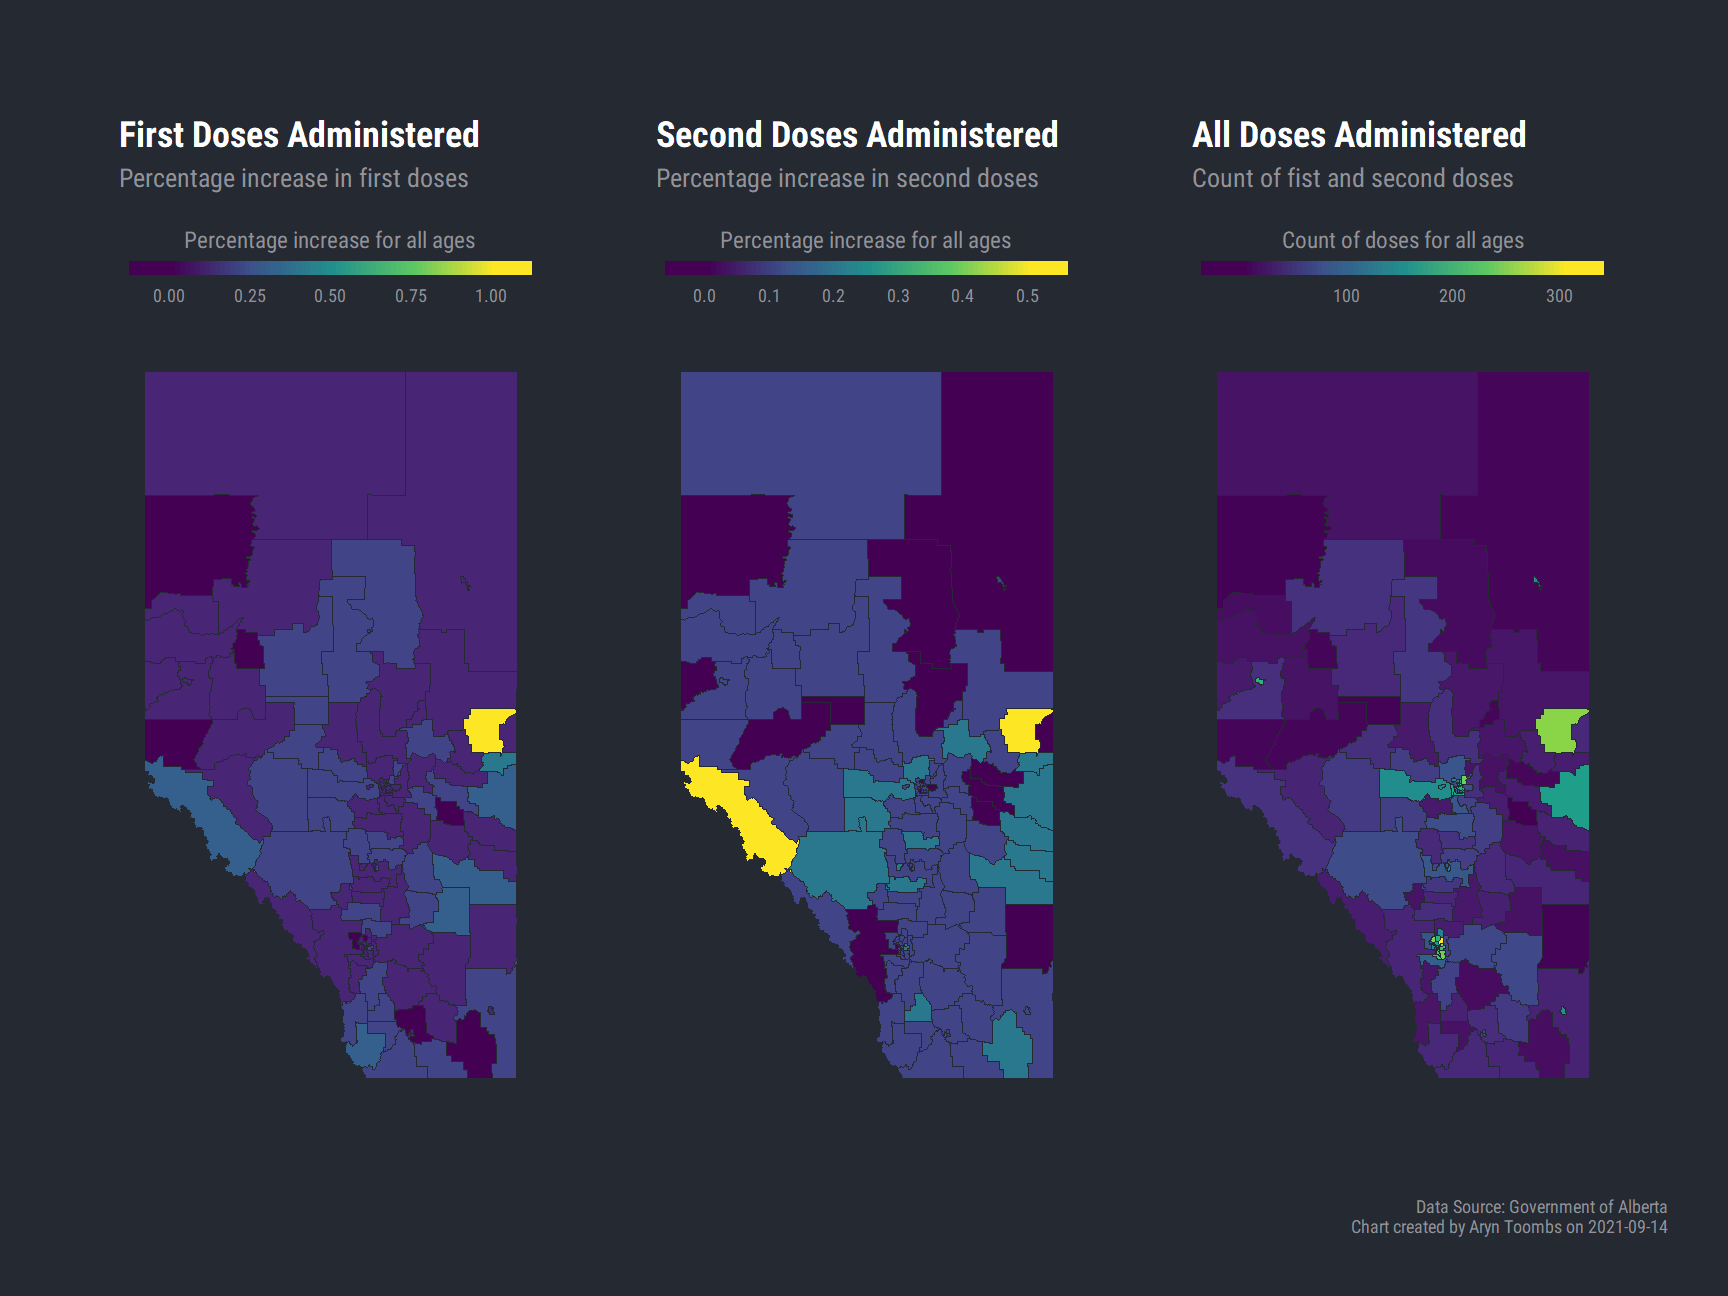 First Doses Administered
Percentage increase in first doses
Percentage increase for all ages
0.00 0.25 0.50 0.75 1.00
Second Doses Administered
Percentage increase in second doses
Percentage increase for all ages
0.0 0.1 0.2 0.3 0.4 0.5
All Doses Administered
Count of fist and second doses
Count of doses for all ages
100 200 300
Data Source: Government of Alberta
Chart created by Aryn Toombs on 2021-09-14